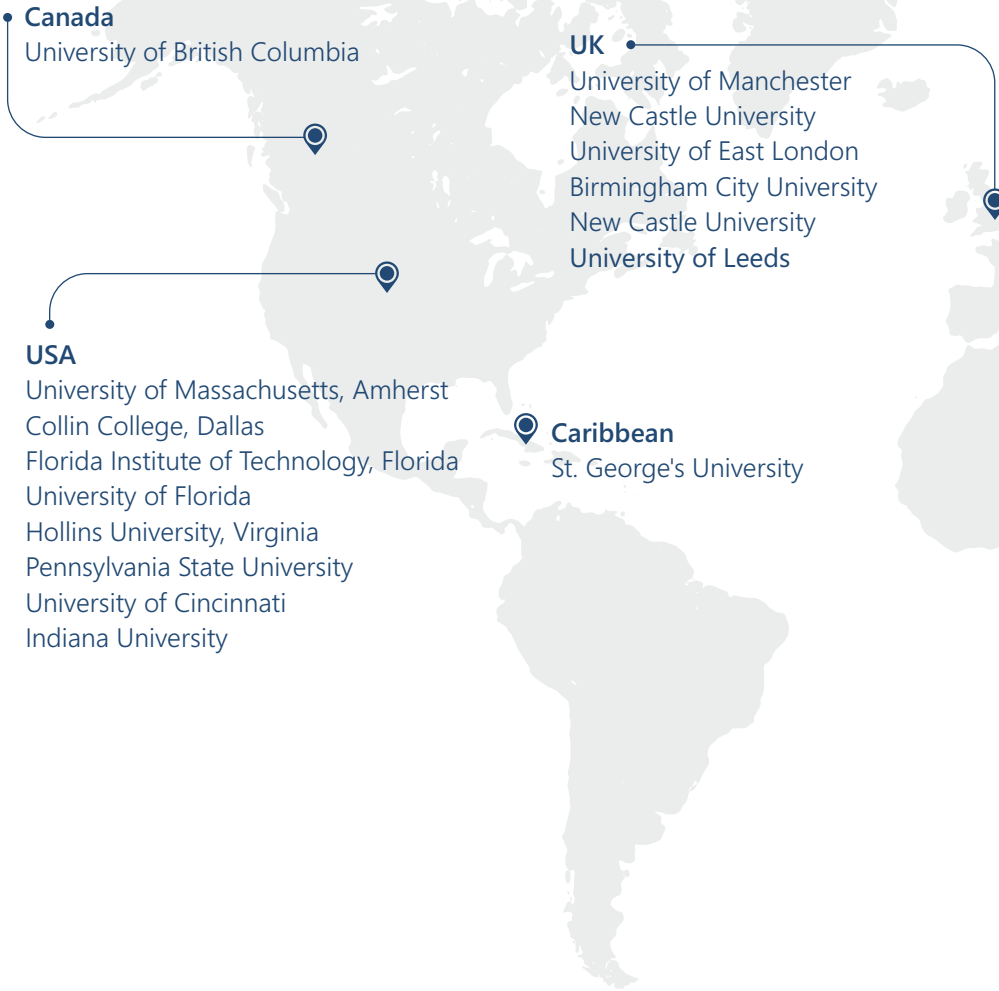 Canada
University of British Columbia
UK
University of Manchester
New Castle University
University of East London
Birmingham City University
New Castle University
University of Leeds
USA
University of Massachusetts, Amherst
Collin College, Dallas
Florida Institute of Technology, Florida
University of Florida
Hollins University, Virginia
Pennsylvania State University
University of Cincinnati
Indiana University
Caribbean
St. George's University